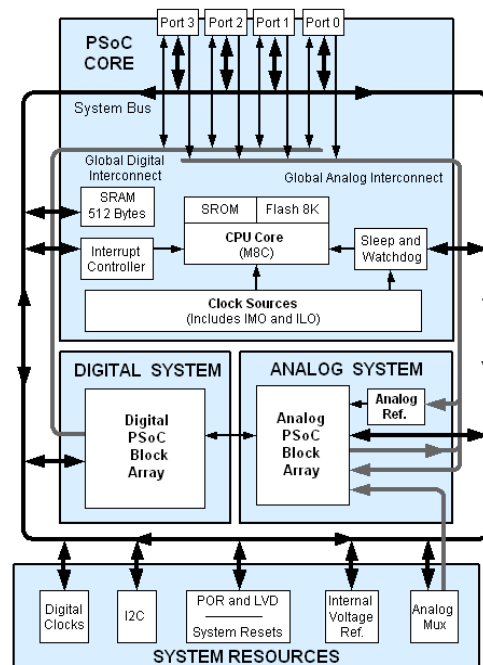 Port 3 Port 2 Port 1 Port 0
PSoC
CORE
System Bus
Global Digital
Interconnect
Global Analog Interconnect
SRAM
512 Bytes
SROM Flash 8K
CPU Core
(M8C)
Interrupt
Controller
Sleep and
Watchdog
Clock Sources
(Includes IMO and ILO)
DIGITAL SYSTEM
ANALOG SYSTEM
Digital
PSoC
Block
Array
Analog
PSoC
Block
Array
Analog
Ref.
Digital
Clocks
I2C
POR and LVD
System Resets
Internal
Voltage
Ref.
Analog
Mux
SYSTEM RESOURCES